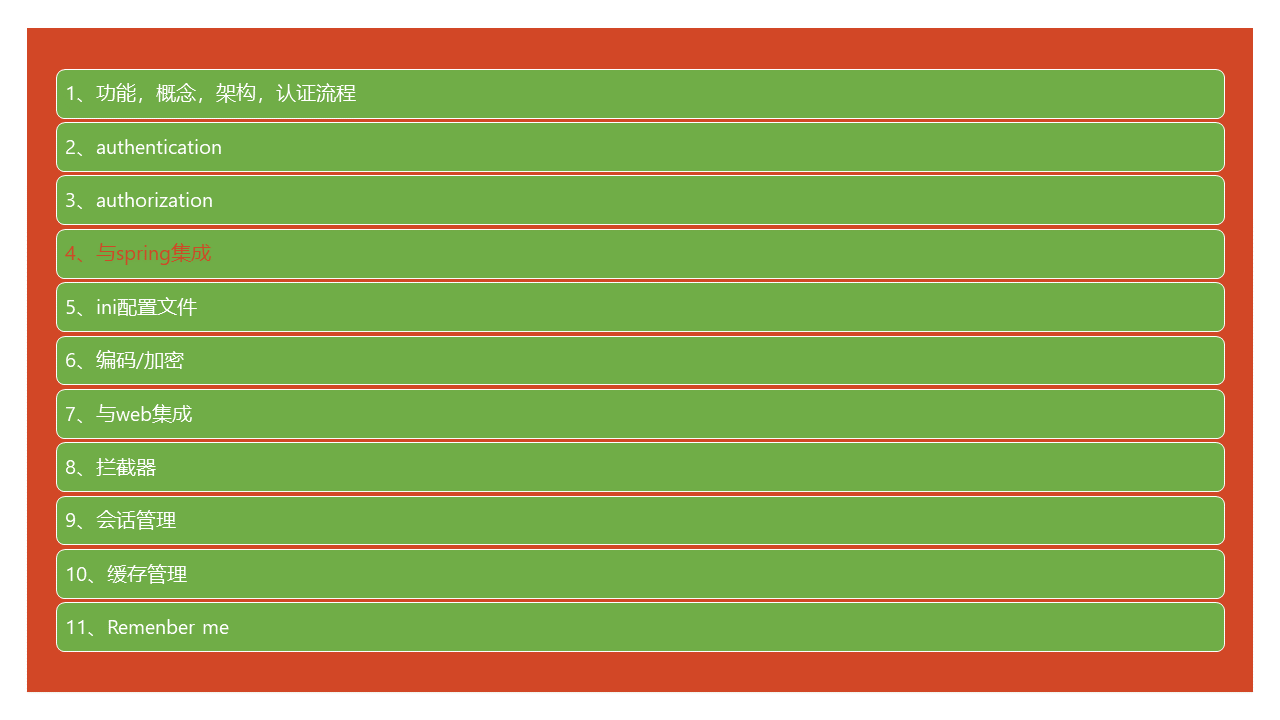 1、功能，概念，架构，认证流程
2、authentication
3、authorization
4、与spring集成
5、ini配置文件
6、编码/加密
7、与web集成
8、拦截器
9、会话管理
10、缓存管理
11、Remenber me